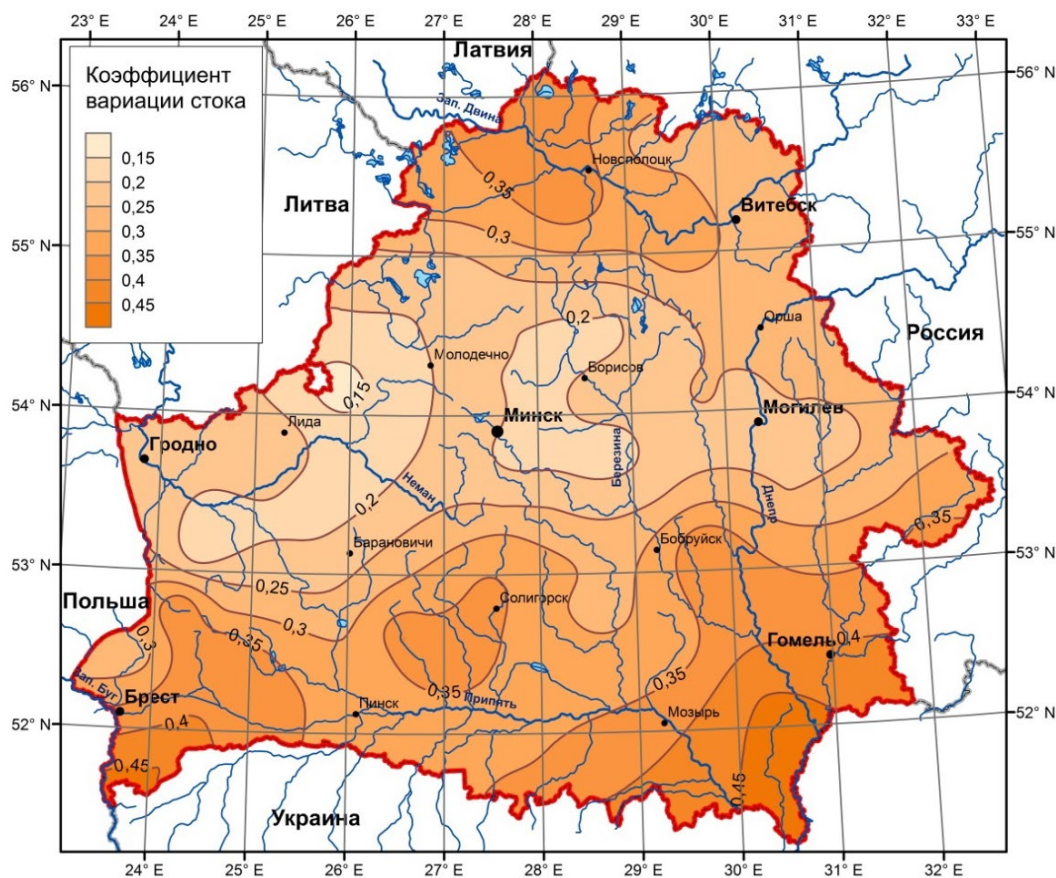 23° E
24° E
25° E
26° E
27° E
28° E
29° E
30° E
31° E
32° E
33° E
Коэффициент
вариации стока
0,15
0,2
0,25
0,3
0,35
0,4
0,45
Латвия
56° N
56° N
Зап. Двина
Новополоцк
0,35
Литва
Витебск
0,3
55° N
55° N
0,2
Орша
Россия
Молодечно
Борисов
0,15
54° N
54° N
Лида
Минск
Могилев
Гродно
Березина
Неман
Днепр
0,2
0,35
Барановичи
Бобруйск
53° N
53° N
0,25
Польша
Солигорск
0,3
0,3
0,35
Гомель
0,4
0,35
0,35
Зап. Буг
Брест
Припять
Пинск
Мозырь
52° N
52° N
0,4
0,45
0,45
Украина
24° E
25° E
26° E
27° E
28° E
29° E
30° E
31° E
32° E